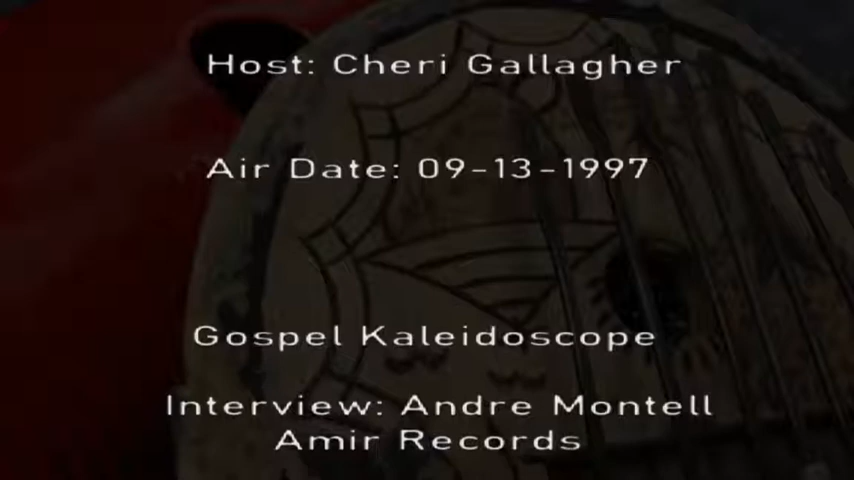 Host: Cheri Gallagher
Air Date: 09-13-1997
Gospel Kaleidoscope
Interview: Andre Montell
Amir Records